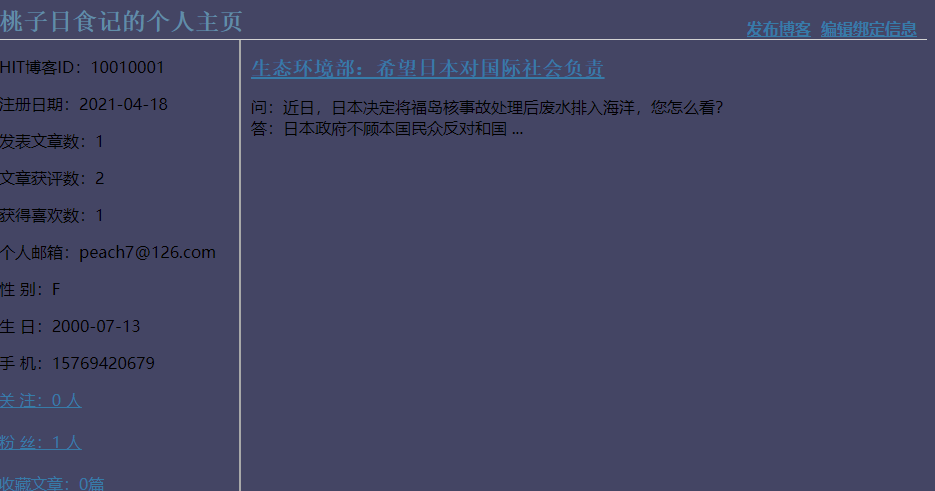 桃子日食记的个人主页
发布博客 编辑绑定信息
HIT博客ID：10010001
注册日期：2021-04-18
发表文章数：1
文章获评数：2
获得喜欢数：1
个人邮箱：peach7@126.com
性 别：F
生 日：2000-07-13
手 机：15769420679
关 注：0 人
粉 丝：1 人
收藏文章：0篇
生态环境部：希望日本对国际社会负责
问：近日，日本决定将福岛核事故处理后废水排入海洋，您怎么看？
答：日本政府不顾本国民众反对和国 ...